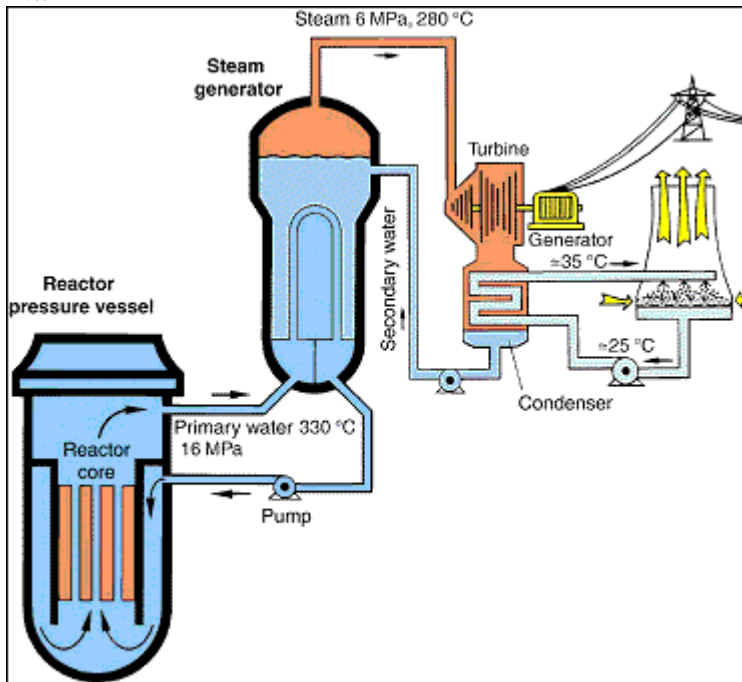 Steam 6 MPa, 280 °C
Steam
generator
Turbine
Generator
≃35 °C
Secondary water
Reactor
pressure vessel
≃25 °C
Condenser
Primary water 330 °C
16 MPa
Reactor
core
Pump